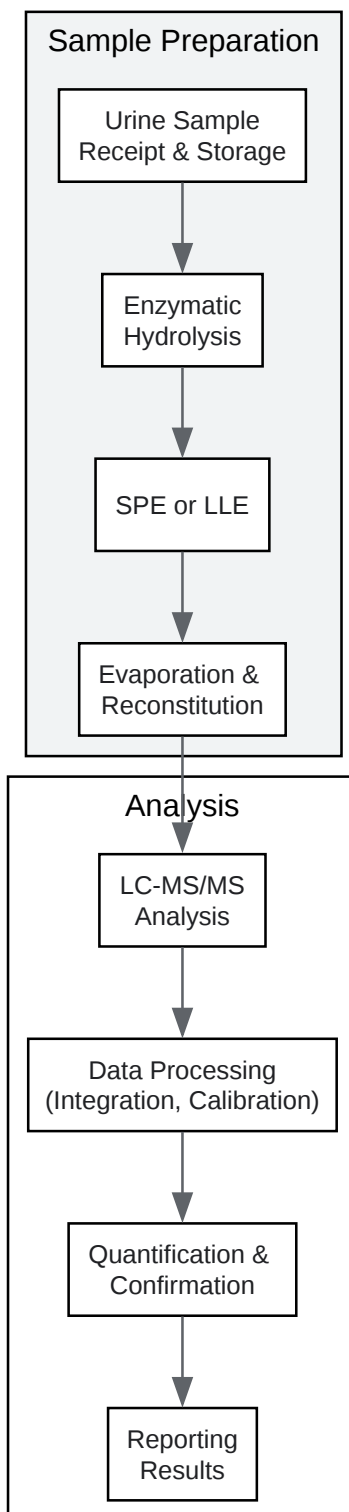 Sample Preparation
Urine Sample
Receipt & Storage
Enzymatic
Hydrolysis
SPE or LLE
Evaporation &
Reconstitution
Analysis
LC-MS/MS
Analysis
Data Processing
(Integration, Calibration)
Quantification &
Confirmation
Reporting
Results